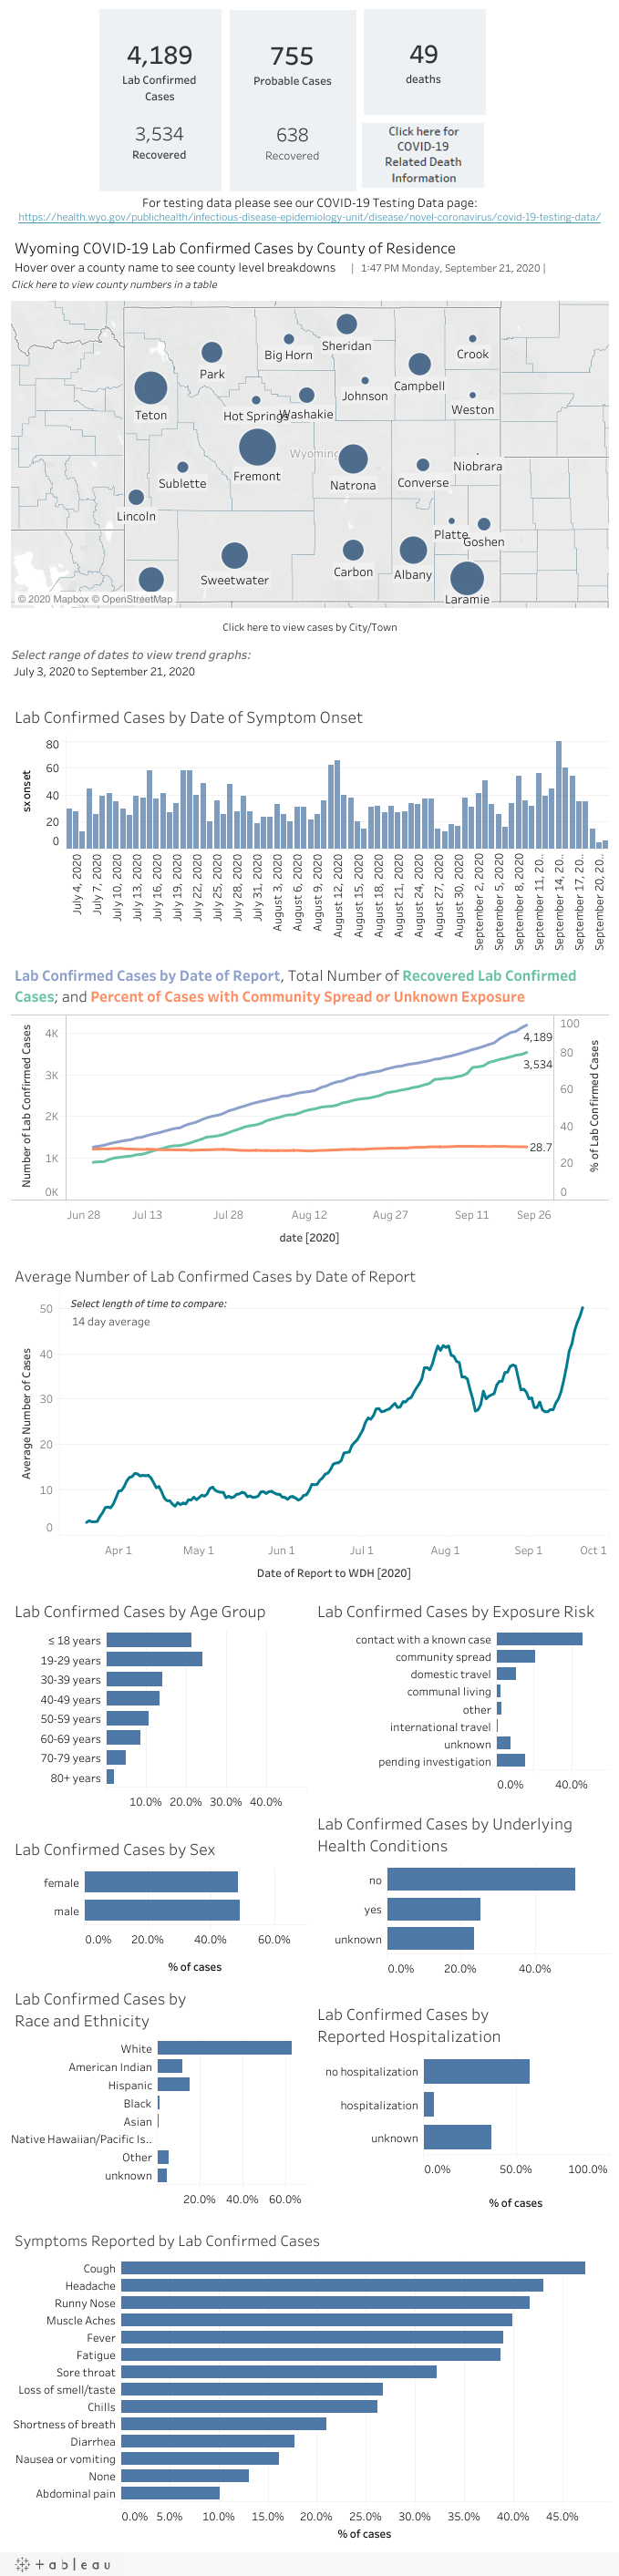 4,189
Lab Confirmed
Cases
3,534
Recovered
755
Probable Cases
638
Recovered
49
deaths
Click here for
COVID-19
Related Death
Information
For testing data please see our COVID-19 Testing Data page:
https://health.wyo.gov/publichealth/infectious-disease-epidemiology-unit/disease/novel-coronavirus/covid-19-testing-data/
Wyoming COVID-19 Lab Confirmed Cases by County of Residence
Hover over a county name to see county level breakdowns | 1:47 PM Monday, September 21, 2020 |
Click here to view county numbers in a table
Sheridan
Big Horn
Crook
Park
Campbell
Johnson
Teton
Hot Springs
Washakie
Weston
Wyoming
Niobrara
Fremont
Natrona
Converse
Sublette
Lincoln
Platte
Goshen
Carbon
Albany
Sweetwater
Laramie
© 2020 Mapbox © OpenStreetMap
Click here to view cases by City/Town
Select range of dates to view trend graphs:
July 3, 2020 to September 21, 2020
Lab Confirmed Cases by Date of Symptom Onset
sx onset
80
60
40
20
0
July 4, 2020
July 7, 2020
July 10, 2020
July 13, 2020
July 16, 2020
July 19, 2020
July 22, 2020
July 25, 2020
July 28, 2020
July 31, 2020
August 3, 2020
August 6, 2020
August 9, 2020
August 12, 2020
August 15, 2020
August 18, 2020
August 21, 2020
August 24, 2020
August 27, 2020
August 30, 2020
September 2, 2020
September 5, 2020
September 8, 2020
September 11, 20..
September 14, 20..
September 17, 20..
September 20, 20..
Lab Confirmed Cases by Date of Report, Total Number of Recovered Lab Confirmed
Cases; and Percent of Cases with Community Spread or Unknown Exposure
Number of Lab Confirmed Cases
4K
3K
2K
1K
0K
4,189
3,534
28.7
100
80
60
40
20
0
% of Lab Confirmed Cases
Jun 28 Jul 13 Jul 28 Aug 12 Aug 27 Sep 11 Sep 26
date [2020]
Average Number of Lab Confirmed Cases by Date of Report
Select length of time to compare:
14 day average
Average Number of Cases
50
40
30
20
10
0
Apr 1 May 1 Jun 1 Jul 1 Aug 1 Sep 1 Oct 1
Date of Report to WDH [2020]
Lab Confirmed Cases by Age Group
≤ 18 years
19-29 years
30-39 years
40-49 years
50-59 years
60-69 years
70-79 years
80+ years
10.0% 20.0% 30.0% 40.0%
Lab Confirmed Cases by Exposure Risk
contact with a known case
community spread
domestic travel
communal living
other
international travel
unknown
pending investigation
0.0% 40.0%
Lab Confirmed Cases by Sex
female
male
0.0% 20.0% 40.0% 60.0%
% of cases
Lab Confirmed Cases by Underlying
Health Conditions
no
yes
unknown
0.0% 20.0% 40.0%
Lab Confirmed Cases by
Race and Ethnicity
White
American Indian
Hispanic
Black
Asian
Native Hawaiian/Pacific Is..
Other
unknown
20.0% 40.0% 60.0%
Lab Confirmed Cases by
Reported Hospitalization
no hospitalization
hospitalization
unknown
0.0% 50.0% 100.0%
% of cases
Symptoms Reported by Lab Confirmed Cases
Cough
Headache
Runny Nose
Muscle Aches
Fever
Fatigue
Sore throat
Loss of smell/taste
Chills
Shortness of breath
Diarrhea
Nausea or vomiting
None
Abdominal pain
0.0% 5.0% 10.0% 15.0% 20.0% 25.0% 30.0% 35.0% 40.0% 45.0%
% of cases
+ableau